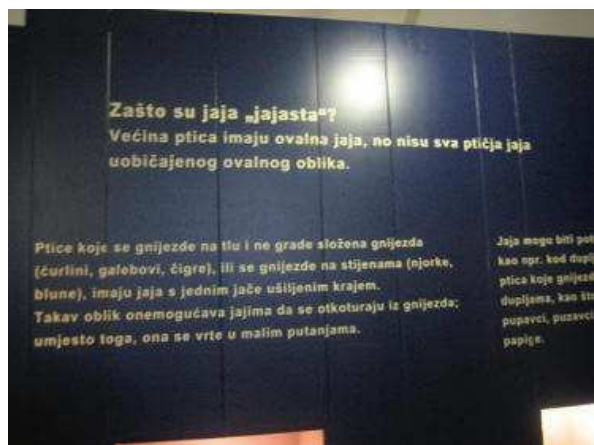 Zašto su jaja „jajasta“?
Većina ptica imaju ovalna jaja, no nisu sva ptičja jaja
uobičajenog ovalnog oblika.
Ptice koje se gnijezde na tlu i ne grade složena gnijezda
(ćurlini, galebovi, čigre), ili se gnijezde na stijenama (njorke,
blune), imaju jaja s jednim jače ušiljenim krajem.
Takav oblik onemogućava jajima da se otkoturaju iz gnijezda;
umjesto toga, ona se vrte u malim putanjama.
Jaja mogu biti
kao npr. kod
ptica koje
dupljama, kao
pupavci,
papige.